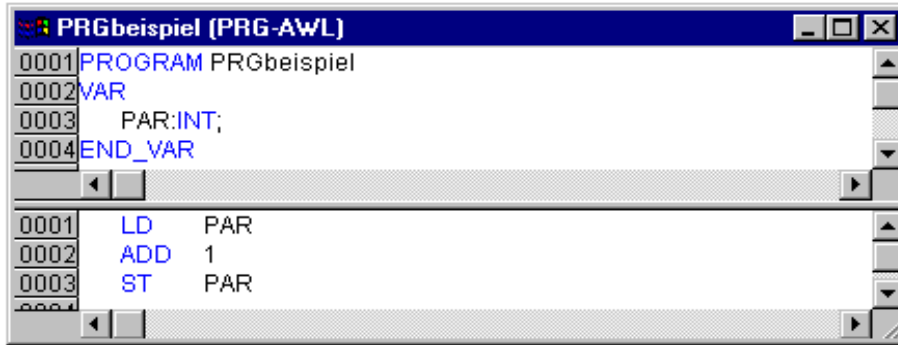 PRGbeispiel (PRG-AWL)
0001 PROGRAM PRGbeispiel
0002 VAR
0003 PAR:INT;
0004 END_VAR
0001 LD PAR
0002 ADD 1
0003 ST PAR
0004